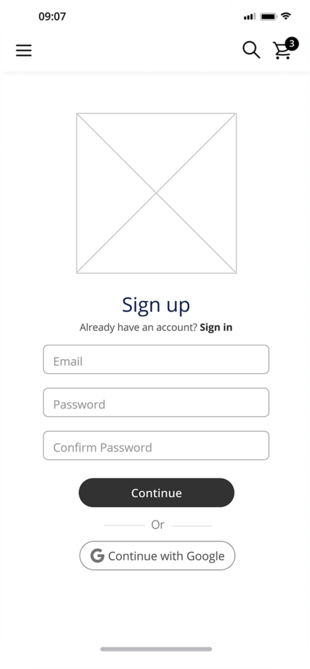 09:07
3
Sign up
Already have an account? Sign in
Email
Password
Confirm Password
Continue
Or
Continue with Google